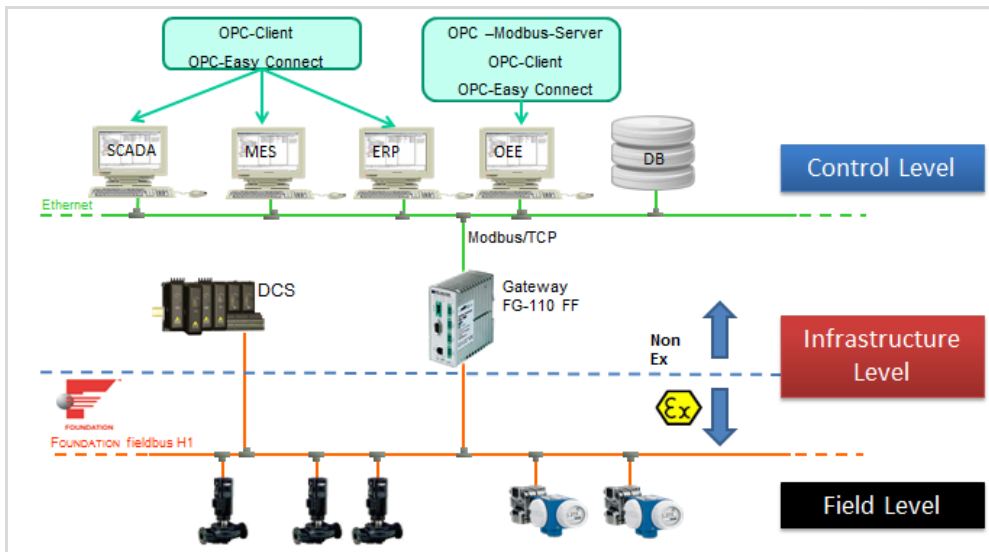 OPC-Client
OPC-Easy Connect
OPC –Modbus-Server
OPC-Client
OPC-Easy Connect
SCADA
MES
ERP
OEE
DB
Control Level
Ethernet
Modbus/TCP
DCS
Gateway
FG-110 FF
Non
Ex
Infrastructure
Level
Ex
FOUNDATION
FOUNDATION fieldbus H1
Field Level